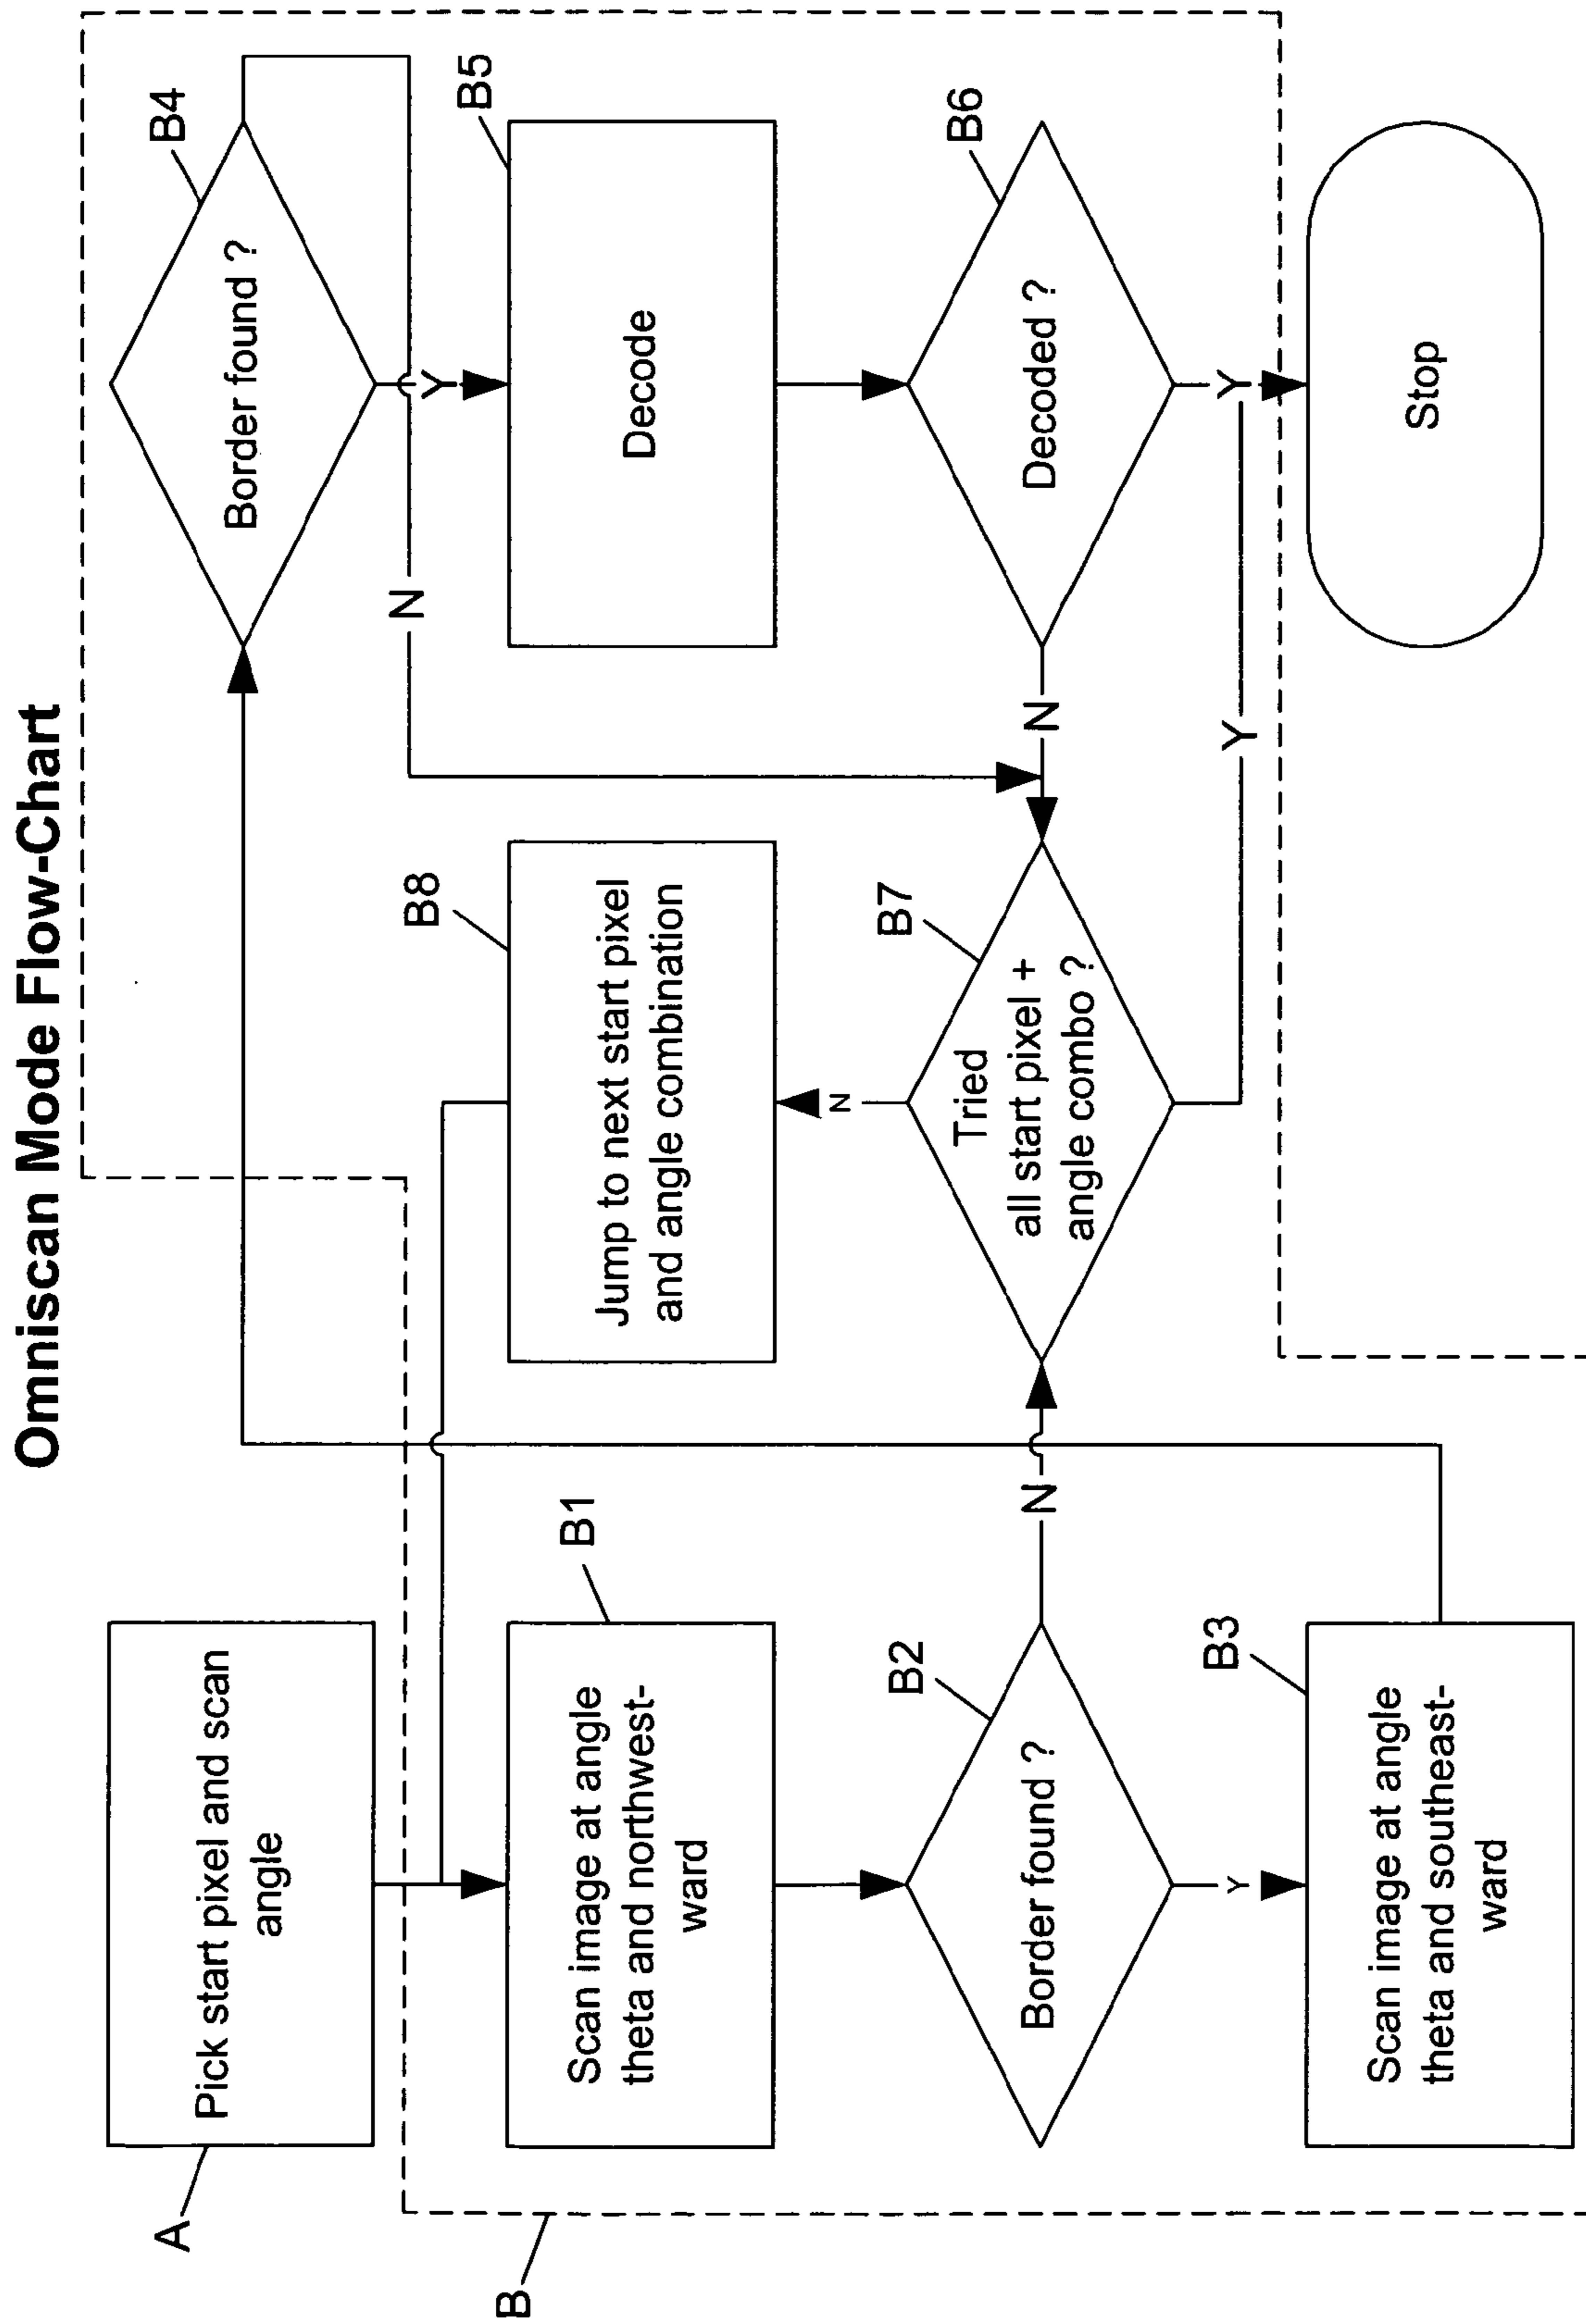 Omniscan Mode Flow-Chart
A
Pick start pixel and scan
angle
B
B1
Scan image at angle
theta and northwest-
ward
B2
Border found ?
N
Y
B3
Scan image at angle
theta and southeast-
ward
B8
Jump to next start pixel
and angle combination
N
B7
Tried
all start pixel +
angle combo ?
Y
B4
Border found ?
N
Y
B5
Decode
B6
Decoded ?
N
Y
Stop